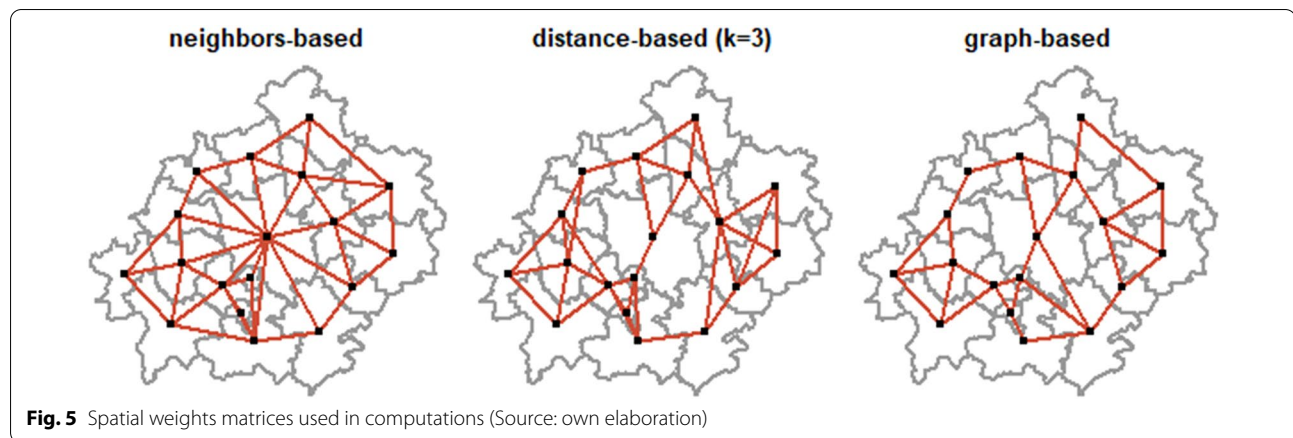 neighbors-based
distance-based (k=3)
graph-based
Fig. 5 Spatial weights matrices used in computations (Source: own elaboration)